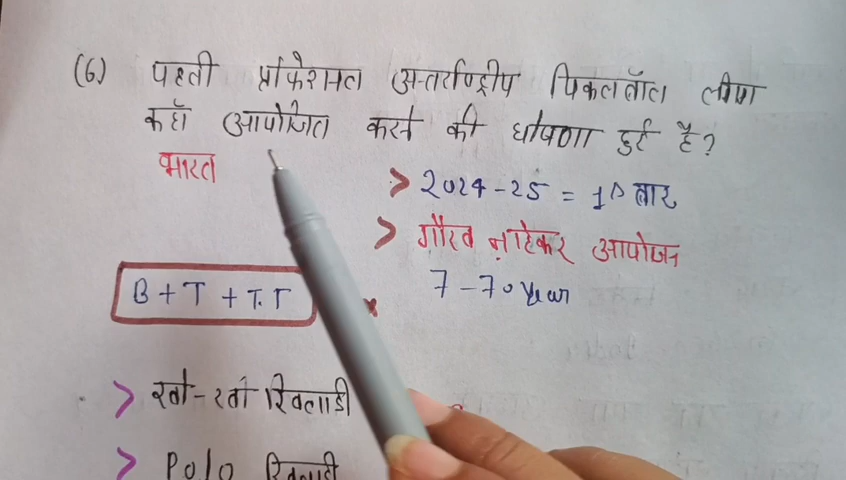 (6) पहली प्रोफेशनल अन्तर्राष्ट्रीय पिकलबॉल लीग
कहाँ आयोजित करने की घोषणा हुई है?
भारत
> 2024-25 = 1st बार
> गौरव नाटेकर आयोजन
7-70 Year
B + T + T.T
> खो-खो खिलाडी
> Polo खिलाडी